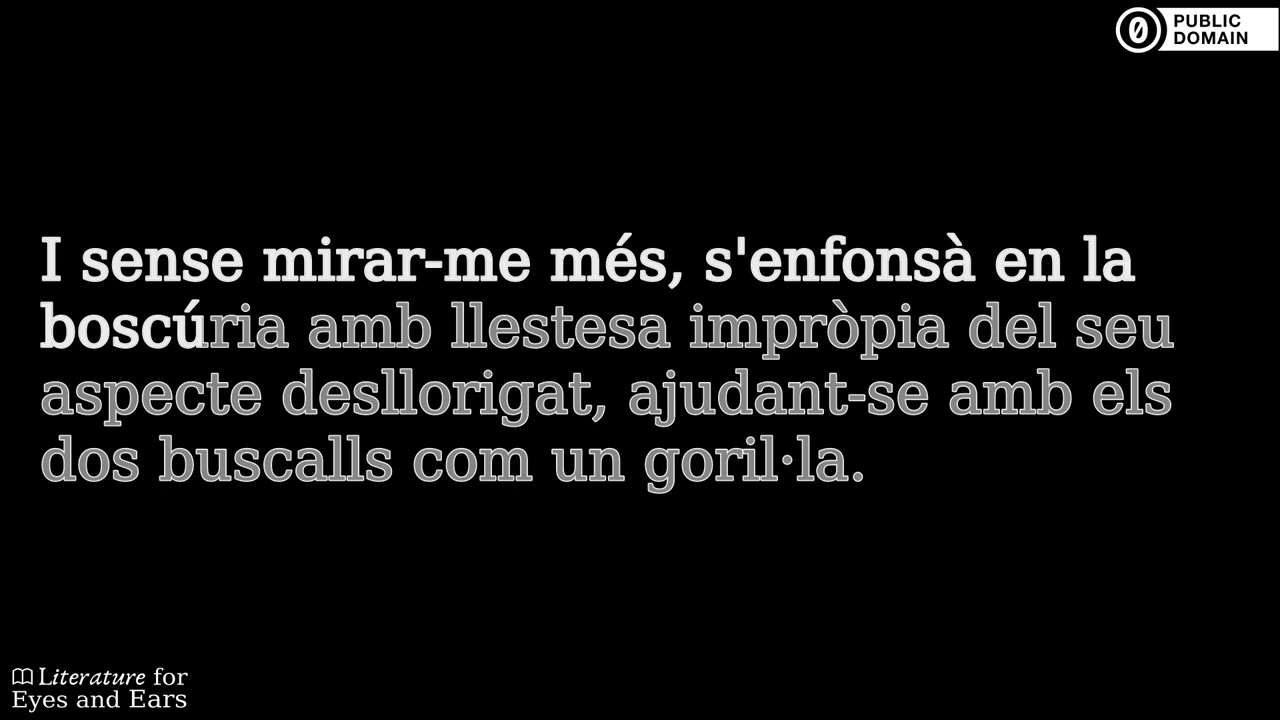 PUBLIC
DOMAIN
I sense mirar-me més, s'enfonsà en la
boscúria amb llestesa impròpia del seu
aspecte desllorigat, ajudant-se amb els
dos buscalls com un goril·la.
Literature for
Eyes and Ears